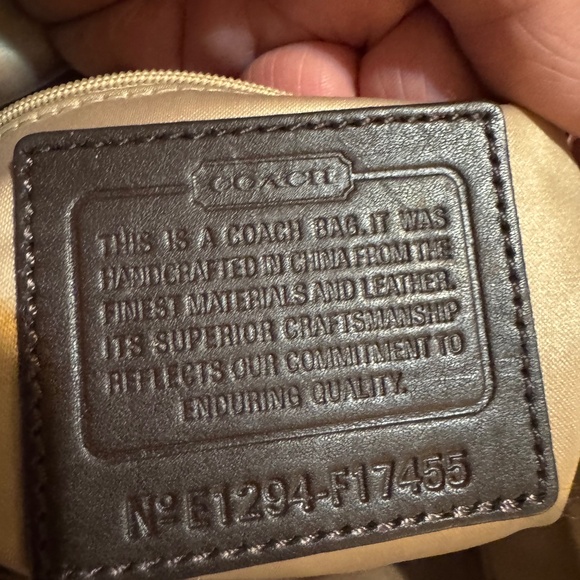 COACH
THIS IS A COACH BAG. IT WAS
HANDCRAFTED IN CHINA FROM THE
FINEST MATERIALS AND LEATHER.
ITS SUPERIOR CRAFTSMANSHIP
REFLECTS OUR COMMITMENT TO
ENDURING QUALITY.
Nº E1294-F17455